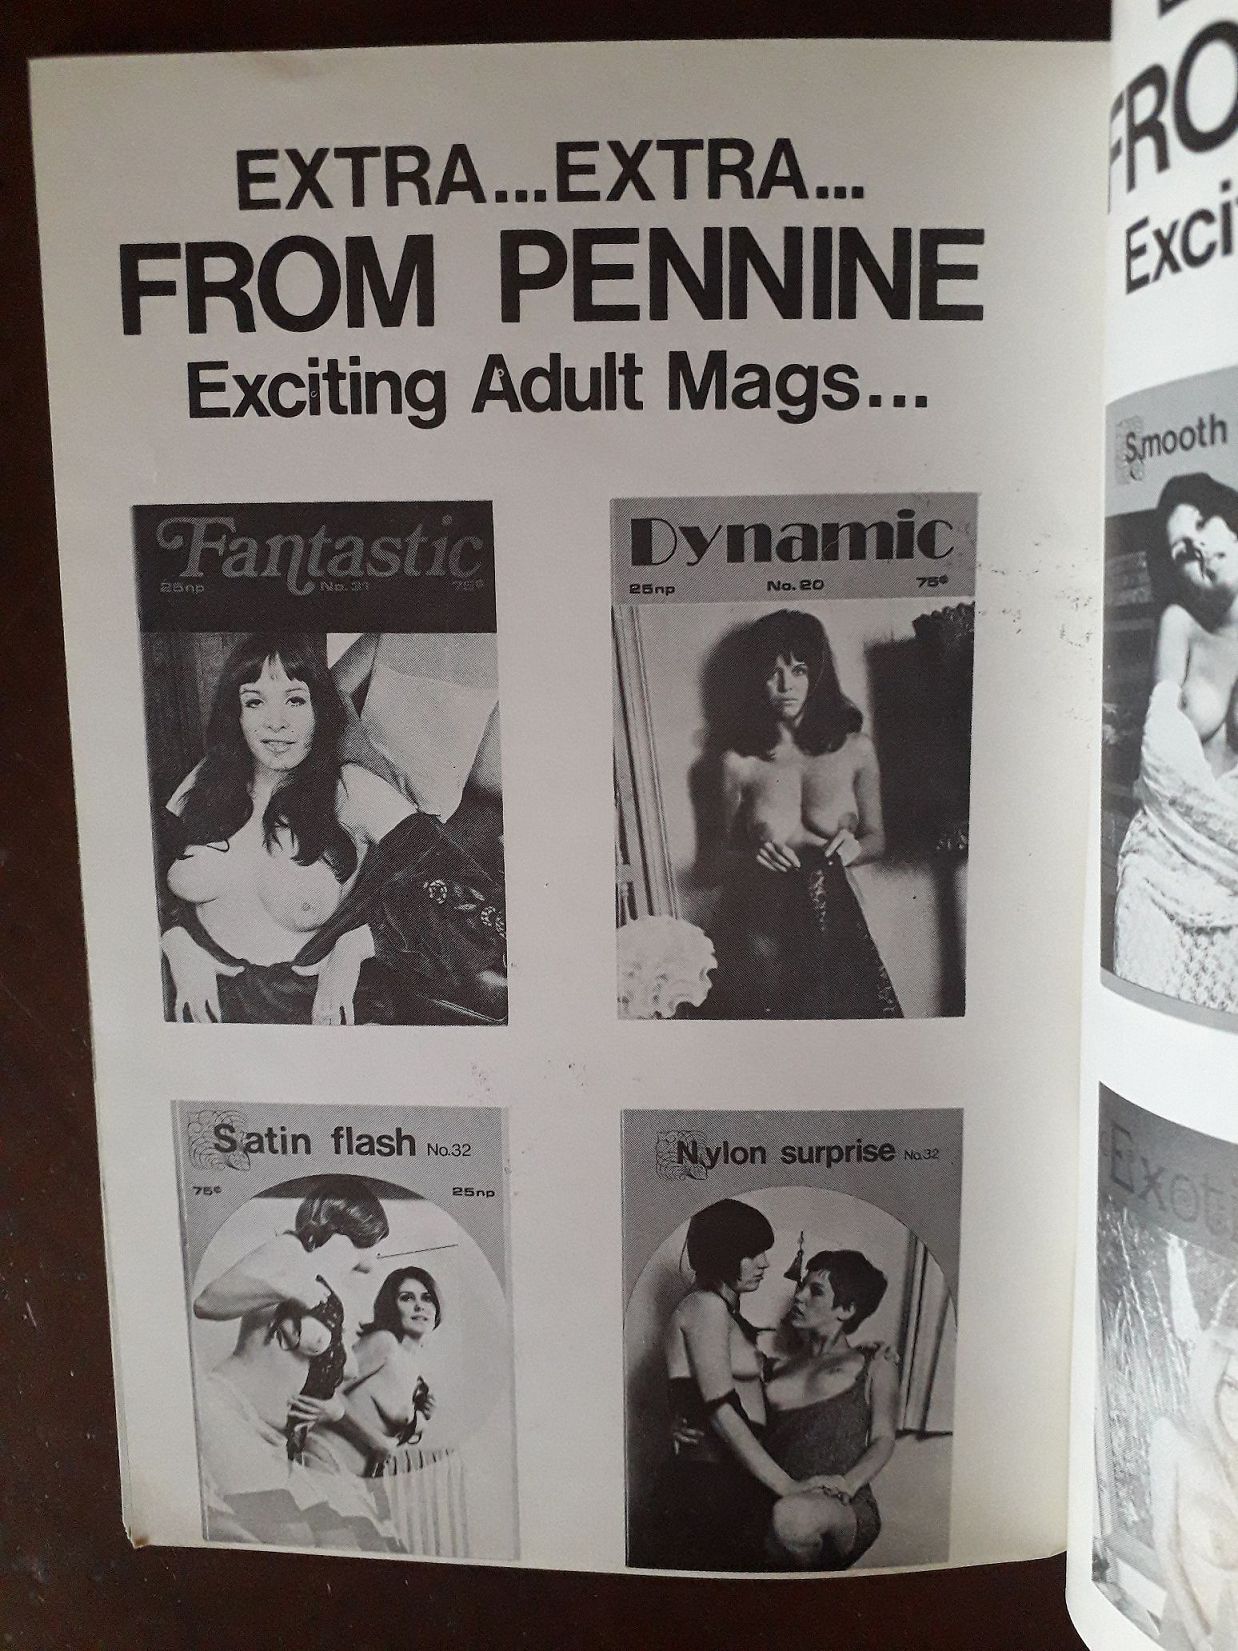 EXTRA...EXTRA...
FROM PENNINE
Exciting Adult Mags...
Fantastic
25np No. 31 75¢
Dynamic
25np No. 20 75¢
Satin flash No. 32
75¢ 25np
Nylon surprise No. 32
FRO
Exci
Smooth
Exoti